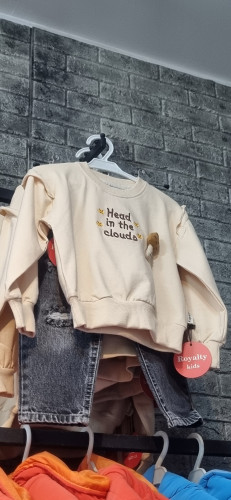 Head
in the
clouds
Royalty
kids